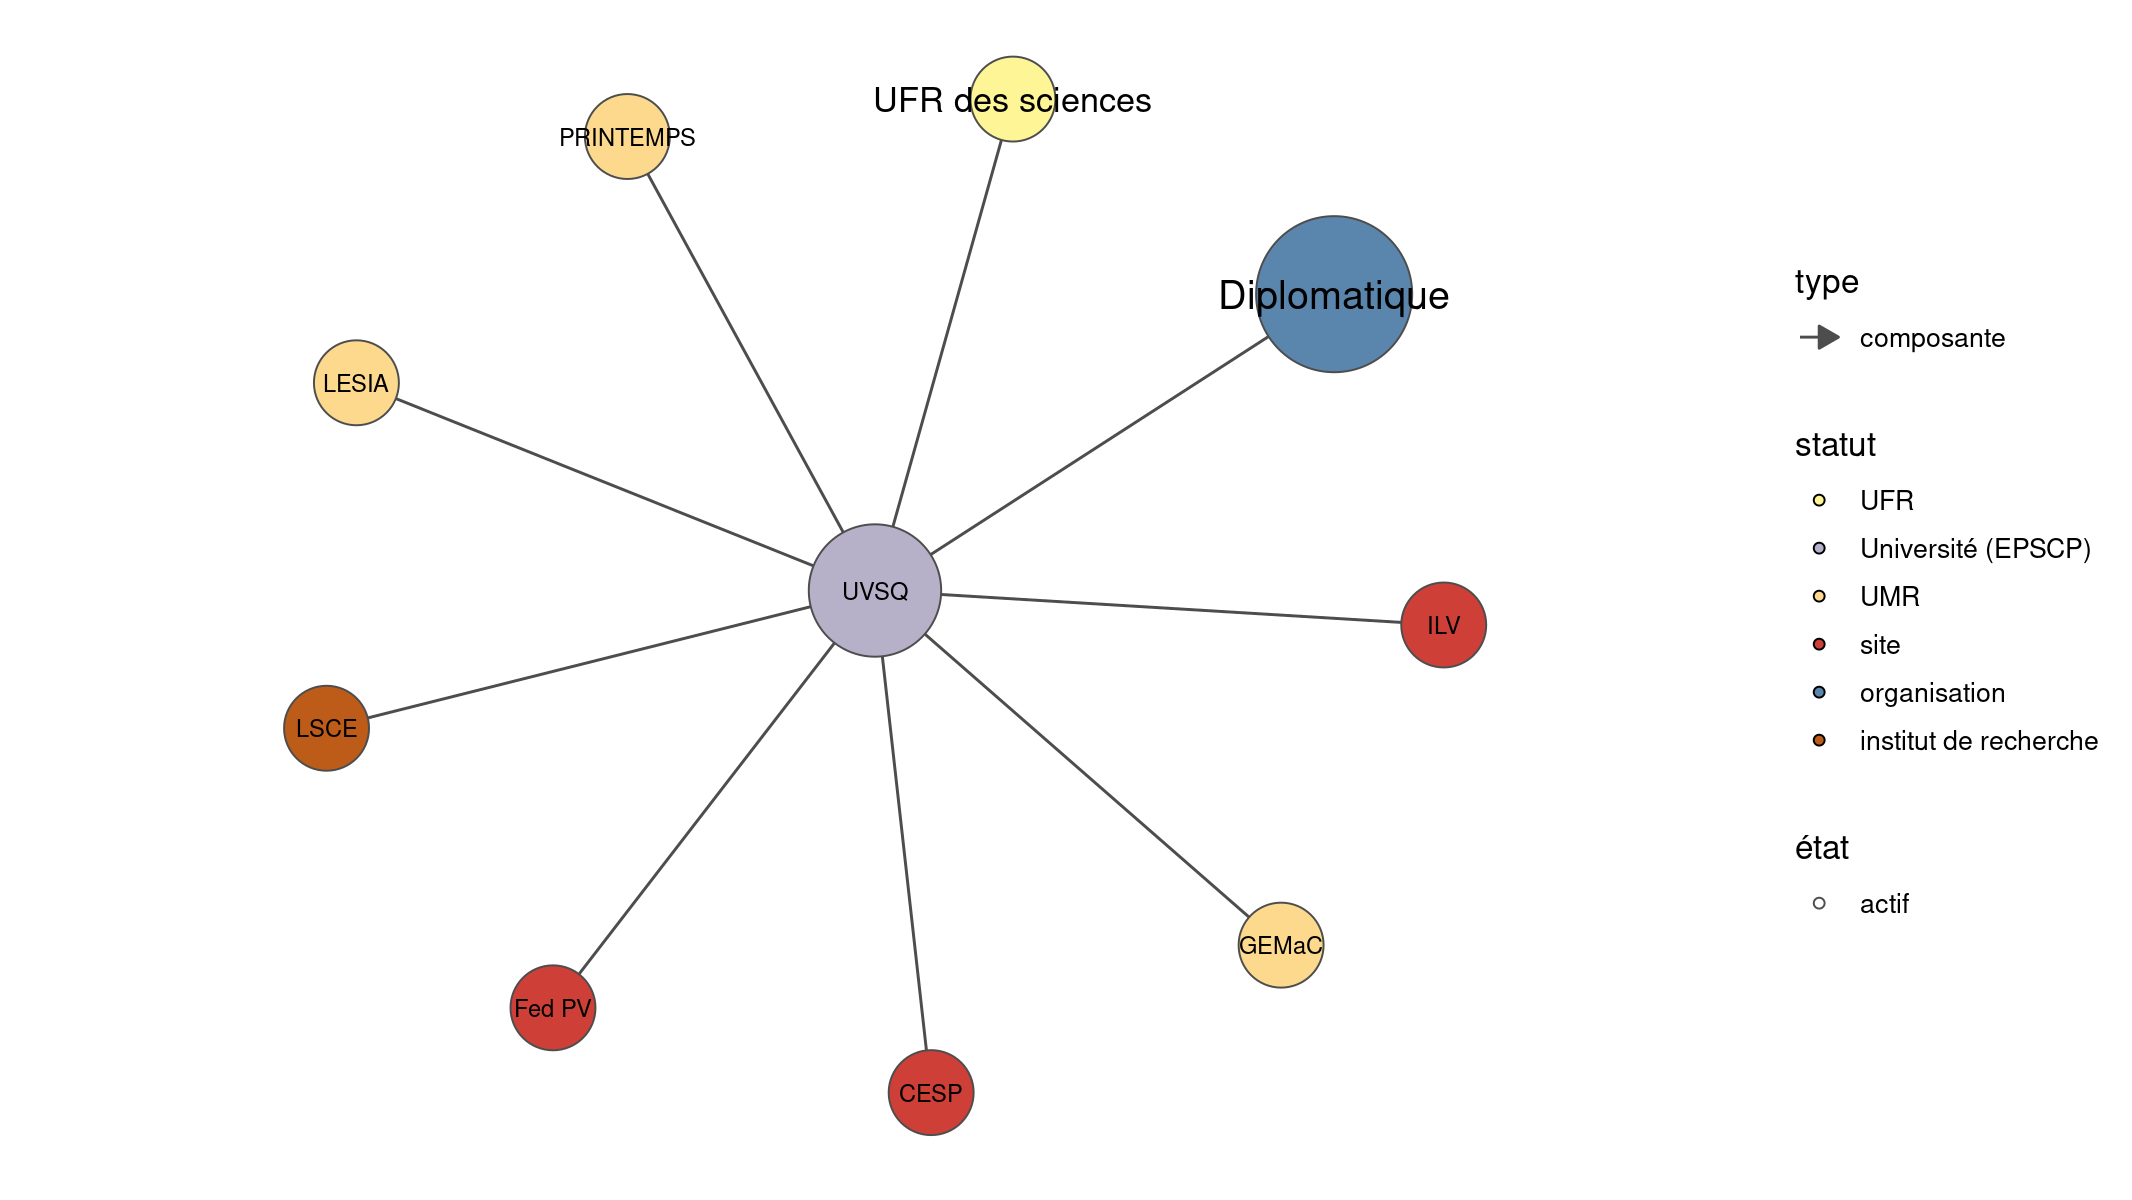 UFR des sciences
PRINTEMPS
Diplomatique
LESIA
UVSQ
ILV
LSCE
GEMaC
Fed PV
CESP
type
composante
statut
UFR
Université (EPSCP)
UMR
site
organisation
institut de recherche
état
actif